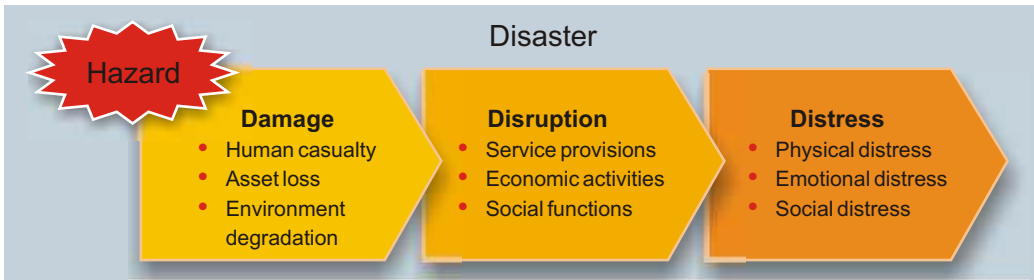 Disaster
Hazard
Damage
• Human casualty
• Asset loss
• Environment
degradation
Disruption
• Service provisions
• Economic activities
• Social functions
Distress
• Physical distress
• Emotional distress
• Social distress